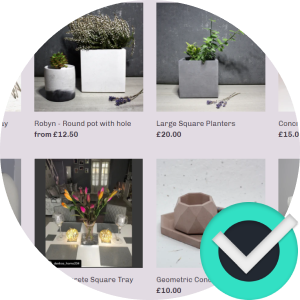 Robyn - Round pot with hole
from £12.50
Large Square Planters
£20.00
£15.0
crete Square Tray
Geometric Conc
£10.00